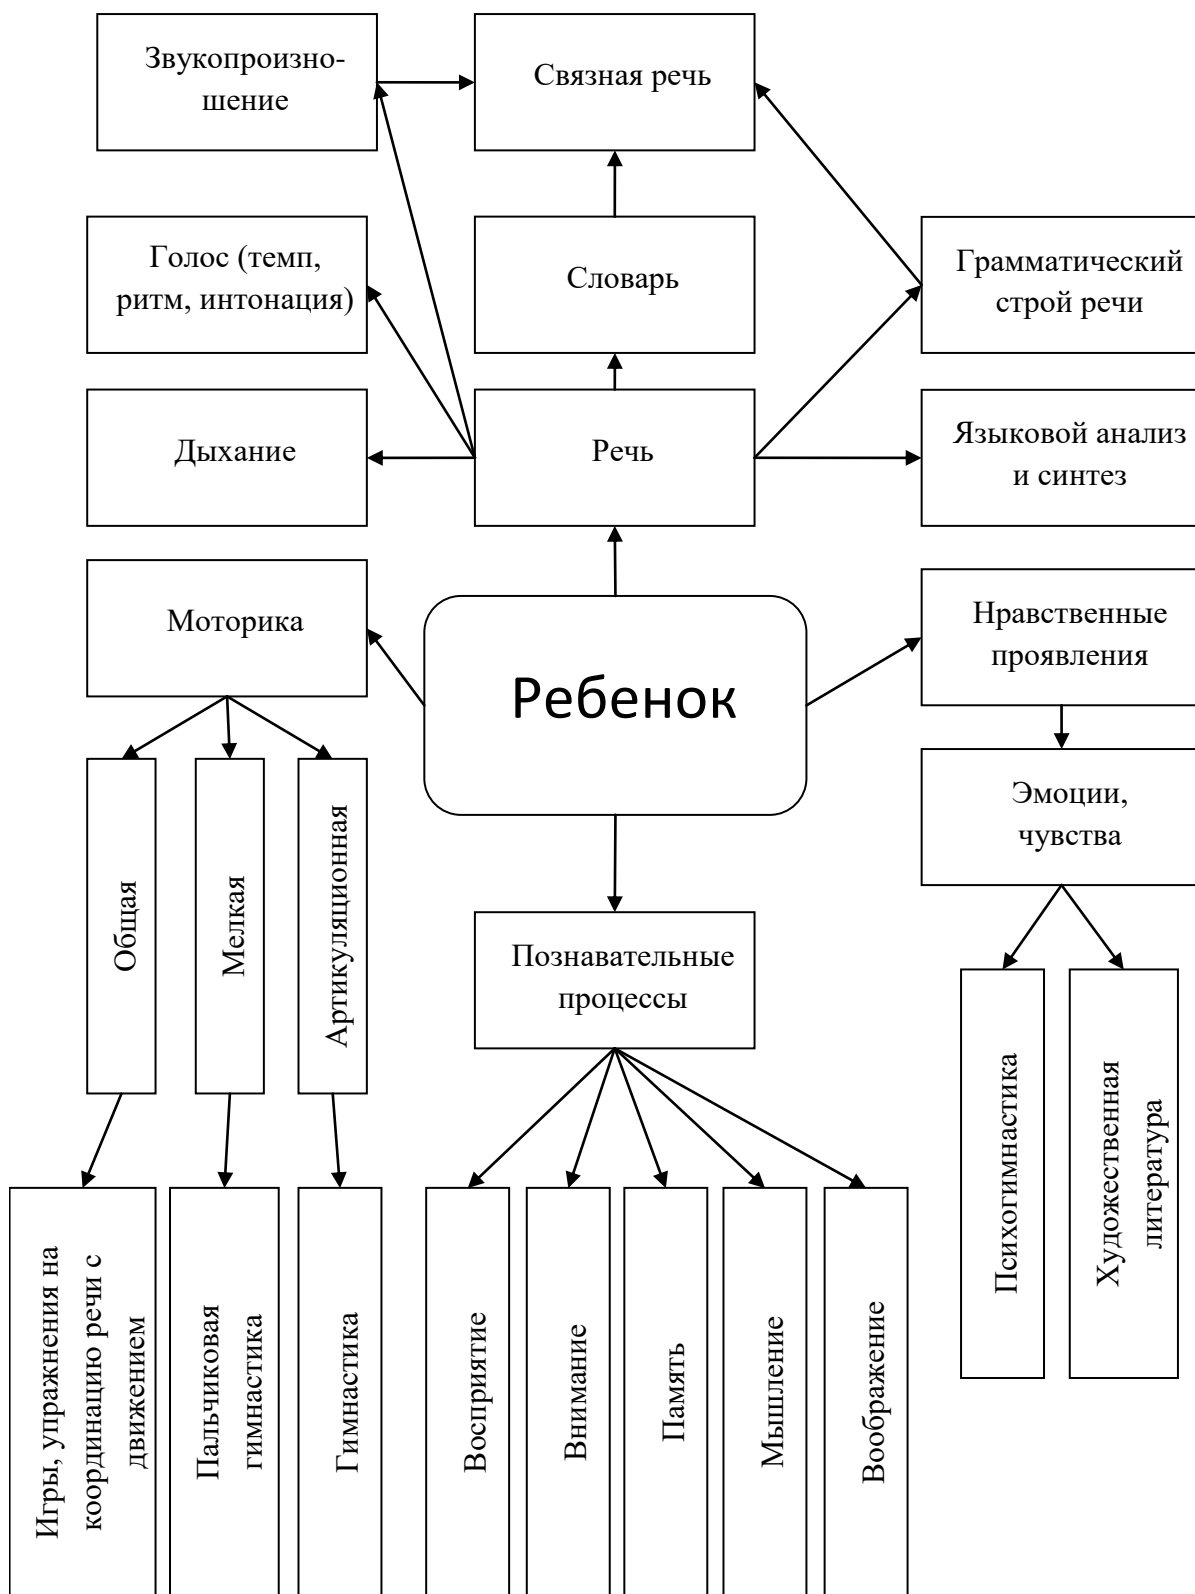 Звукопроизно-
шение
Связная речь
Голос (темп,
ритм, интонация)
Словарь
Грамматический
строй речи
Дыхание
Речь
Языковой анализ
и синтез
Моторика
Ребенок
Нравственные
проявления
Эмоции,
чувства
Общая
Мелкая
Артикуляционная
Познавательные
процессы
Психогимнастика
Художественная
литература
Игры, упражнения на
координацию речи с
движением
Пальчиковая
гимнастика
Гимнастика
Восприятие
Внимание
Память
Мышление
Воображение